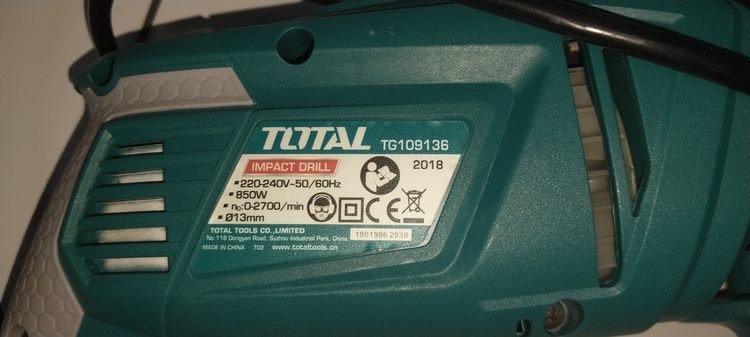 TOTAL TG109136
IMPACT DRILL 2018
▪220-240V~50/60Hz
▪850W
▪n₀:0-2700/min
▪Ø13mm
CE
TOTAL TOOLS CO.,LIMITED
No.118 Dongyan Road, Suzhou Industrial Park, China.
1801986 2938
MADE IN CHINA T02 www.totaltools.cn